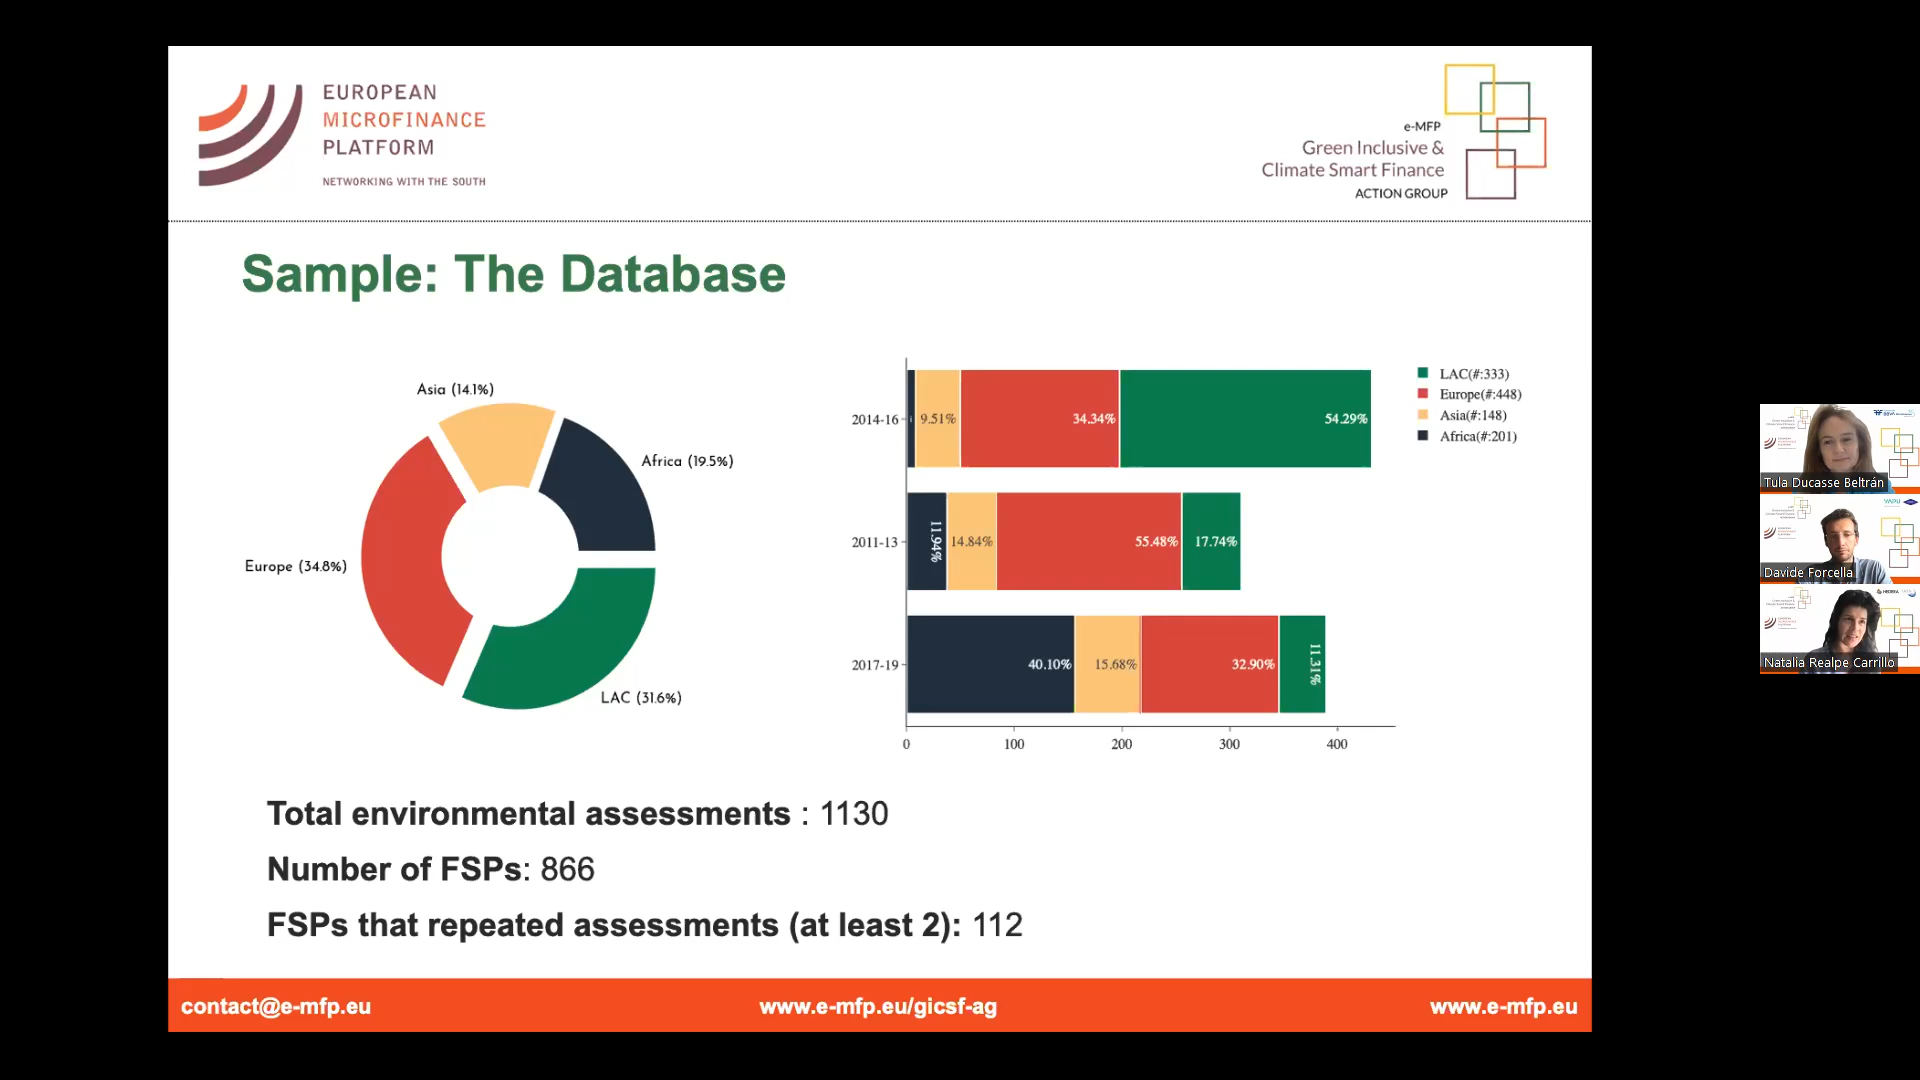 EUROPEAN
MICROFINANCE
PLATFORM
NETWORKING WITH THE SOUTH
e-MFP
Green Inclusive &
Climate Smart Finance
ACTION GROUP
Sample: The Database
Asia (14.1%)
Africa (19.5%)
Europe (34.8%)
LAC (31.6%)
2014-16
9.51%
34.34%
54.29%
2011-13
11.94%
14.84%
55.48%
17.74%
2017-19
40.10%
15.68%
32.90%
11.31%
0
100
200
300
400
LAC(#:333)
Europe(#:448)
Asia(#:148)
Africa(#:201)
Total environmental assessments : 1130
Number of FSPs: 866
FSPs that repeated assessments (at least 2): 112
contact@e-mfp.eu
www.e-mfp.eu/gicsf-ag
www.e-mfp.eu
Tula Ducasse Beltrán
Davide Forcella
Natalia Realpe Carrillo